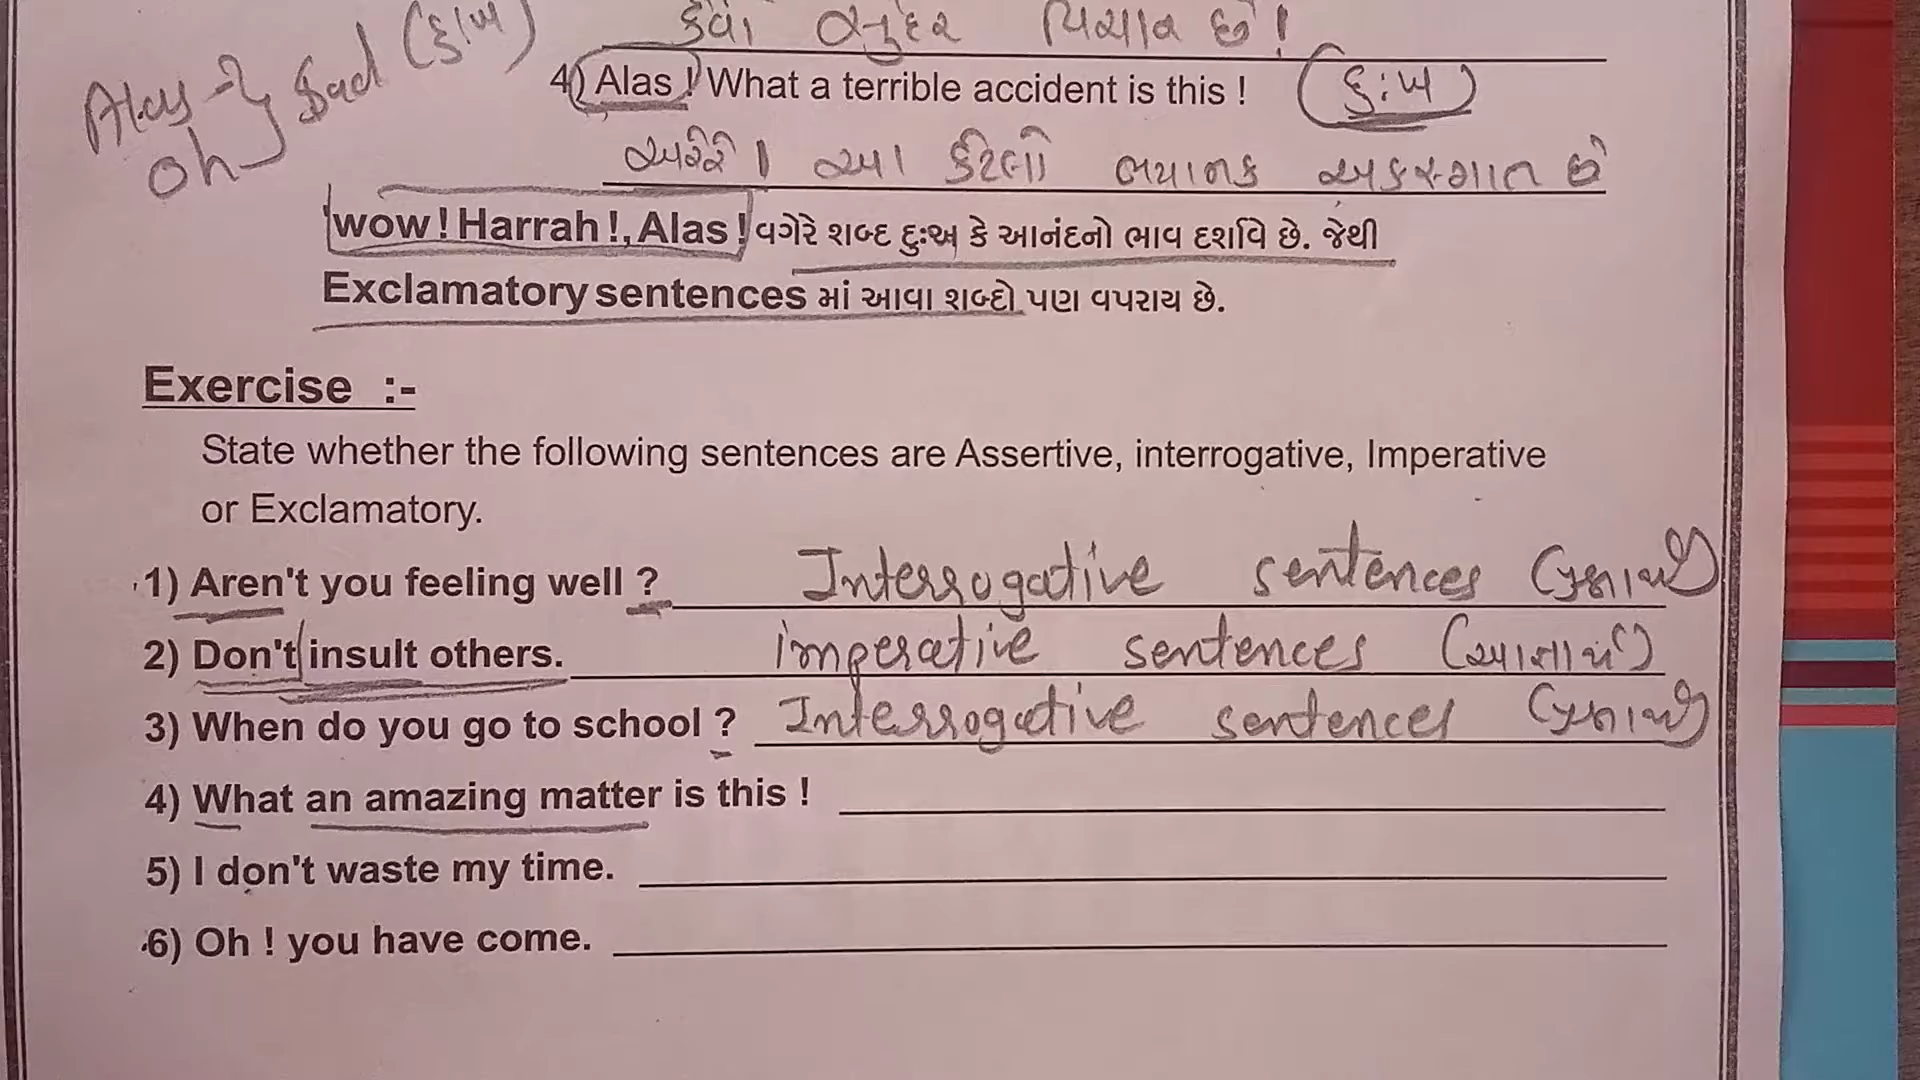 કેવો સુંદર દેખાવ છે!
Alas → Sad (દુઃખ)
oh
4) Alas ! What a terrible accident is this ! (દુ:ખ)
અરેરે ! આ કેટલો ભયાનક અકસ્માત છે
wow ! Harrah !, Alas ! વગેરે શબ્દ દુઃઅ કે આનંદનો ભાવ દર્શાવે છે. જેથી
Exclamatory sentences માં આવા શબ્દો પણ વપરાય છે.
Exercise :-
State whether the following sentences are Assertive, interrogative, Imperative
or Exclamatory.
1) Aren't you feeling well ? Interrogative sentences (પ્રશ્નાર્થ)
2) Don't insult others. imperative sentences (આજ્ઞાર્થ)
3) When do you go to school ? Interrogative sentences (પ્રશ્નાર્થ)
4) What an amazing matter is this !
5) I don't waste my time.
6) Oh ! you have come.